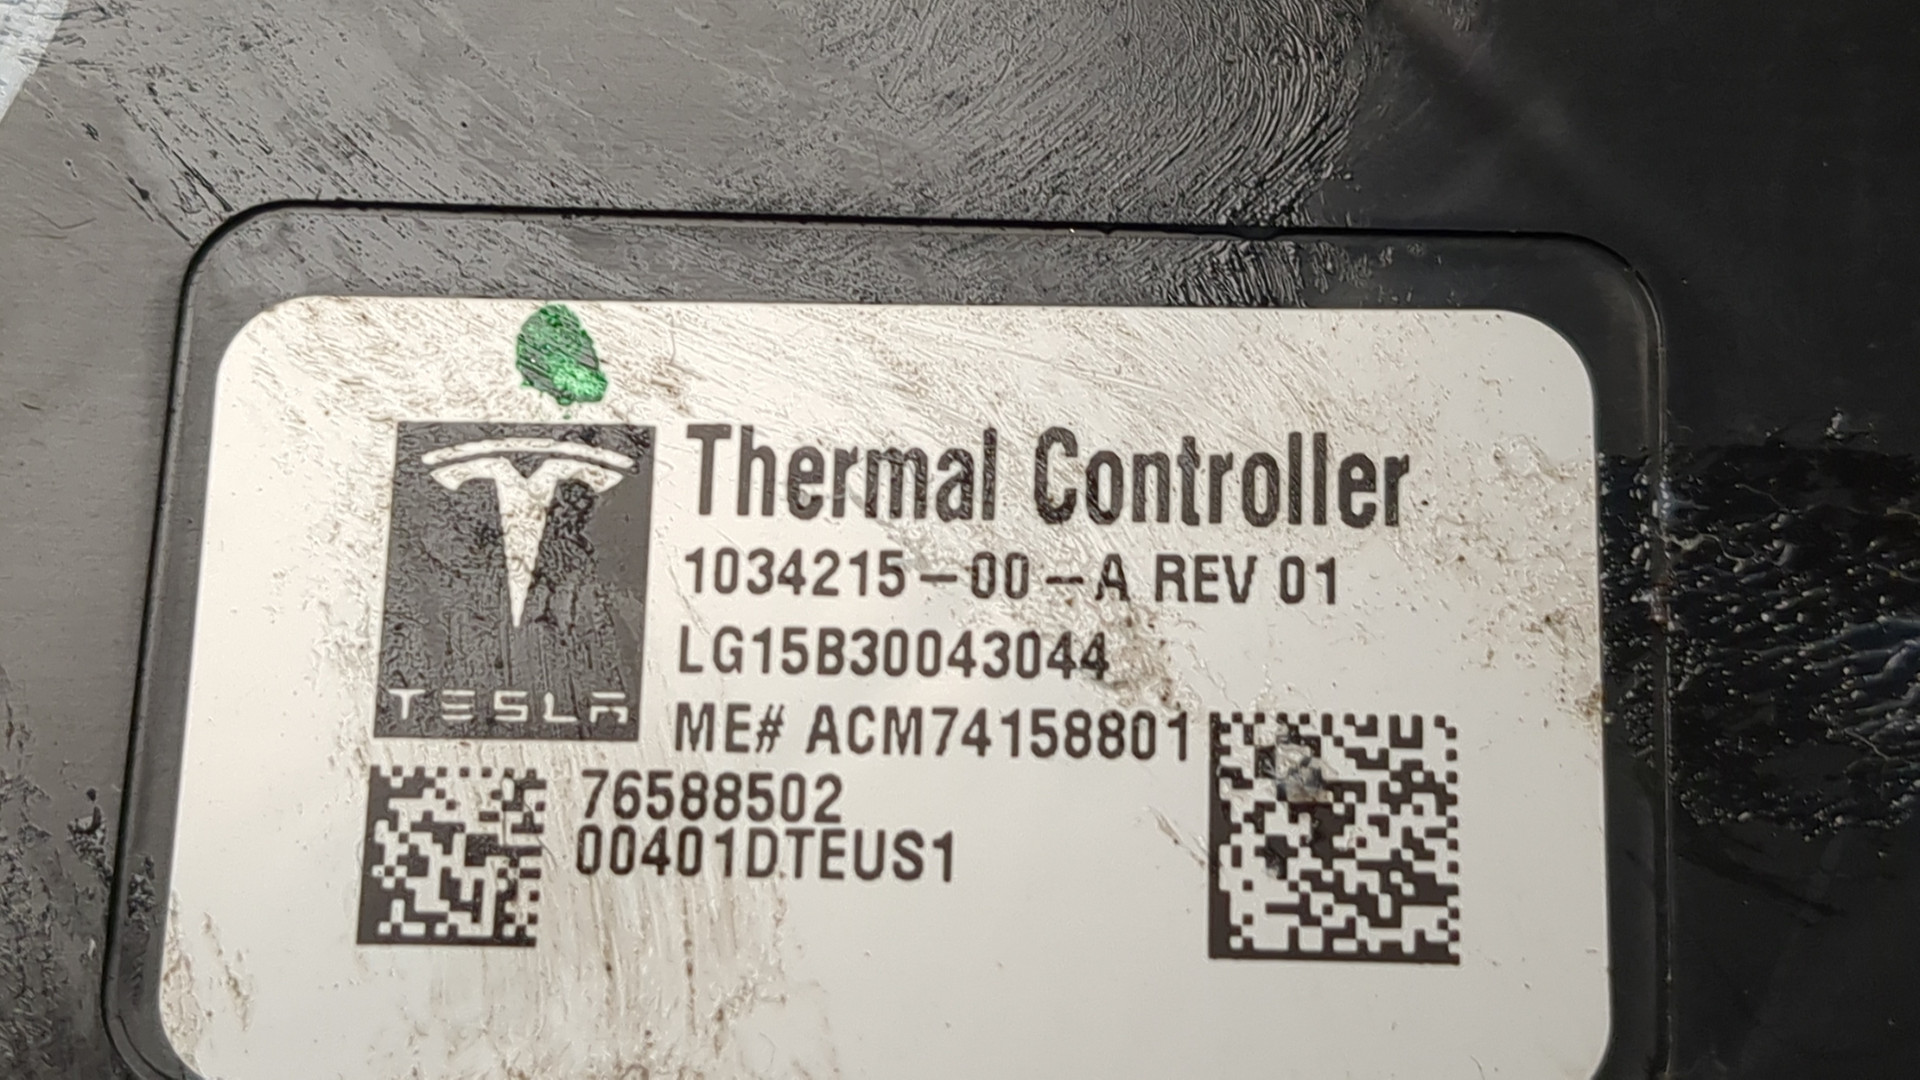 Thermal Controller
1034215-00-A REV 01
LG15B30043044
TESLA
ME# ACM74158801
76588502
00401DTEUS1